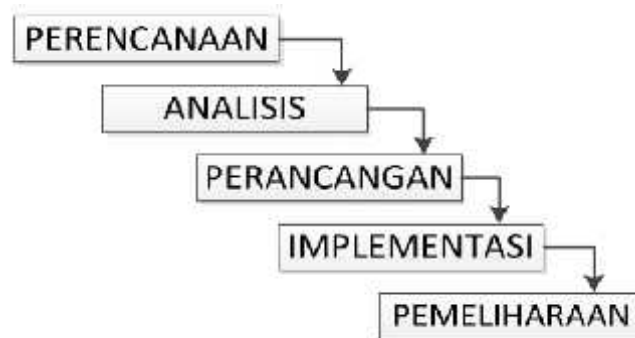 PERENCANAAN
ANALISIS
PERANCANGAN
IMPLEMENTASI
PEMELIHARAAN